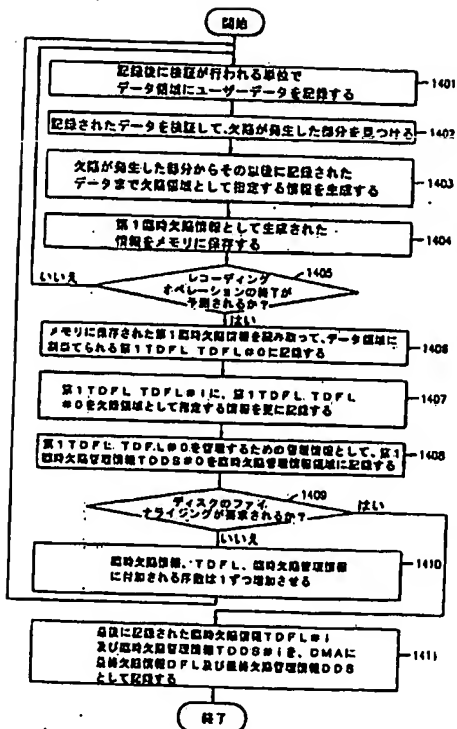 開始
記録後に検証が行われる単位で
データ領域にユーザーデータを記録する
1401
記録されたデータを検証して、欠陥が発生した部分を見つける
1402
欠陥が発生した部分からその以後に記録された
データまで欠陥領域として指定する情報を生成する
1403
第1臨時欠陥情報として生成された
情報をメモリに保存する
1404
いいえ
レコーディング
オペレーションの終了が
予測されるか?
1405
はい
メモリに保存された第1臨時欠陥情報を読み取って、データ領域に
割当てられる第1TDFL TDFL#0に記録する
1406
第1TDFL TDFL#iに、第1TDFL TDFL
#0を欠陥領域として指定する情報を更に記録する
1407
第1TDFL、TDFL#0を管理するための管理情報として、第1
臨時欠陥管理情報TDDS#0を臨時欠陥管理情報領域に記録する
1408
ディスクのファイ
ナライジングが要求されるか?
1409
はい
いいえ
臨時欠陥情報、TDFL、臨時欠陥管理情報
に付加される序数は1ずつ増加させる
1410
最後に記録された臨時欠陥情報TDFL#i
及び臨時欠陥管理情報TDDS#iを、DMAに
最終欠陥情報DFL及び最終欠陥管理情報DDS
として記録する
1411
終了